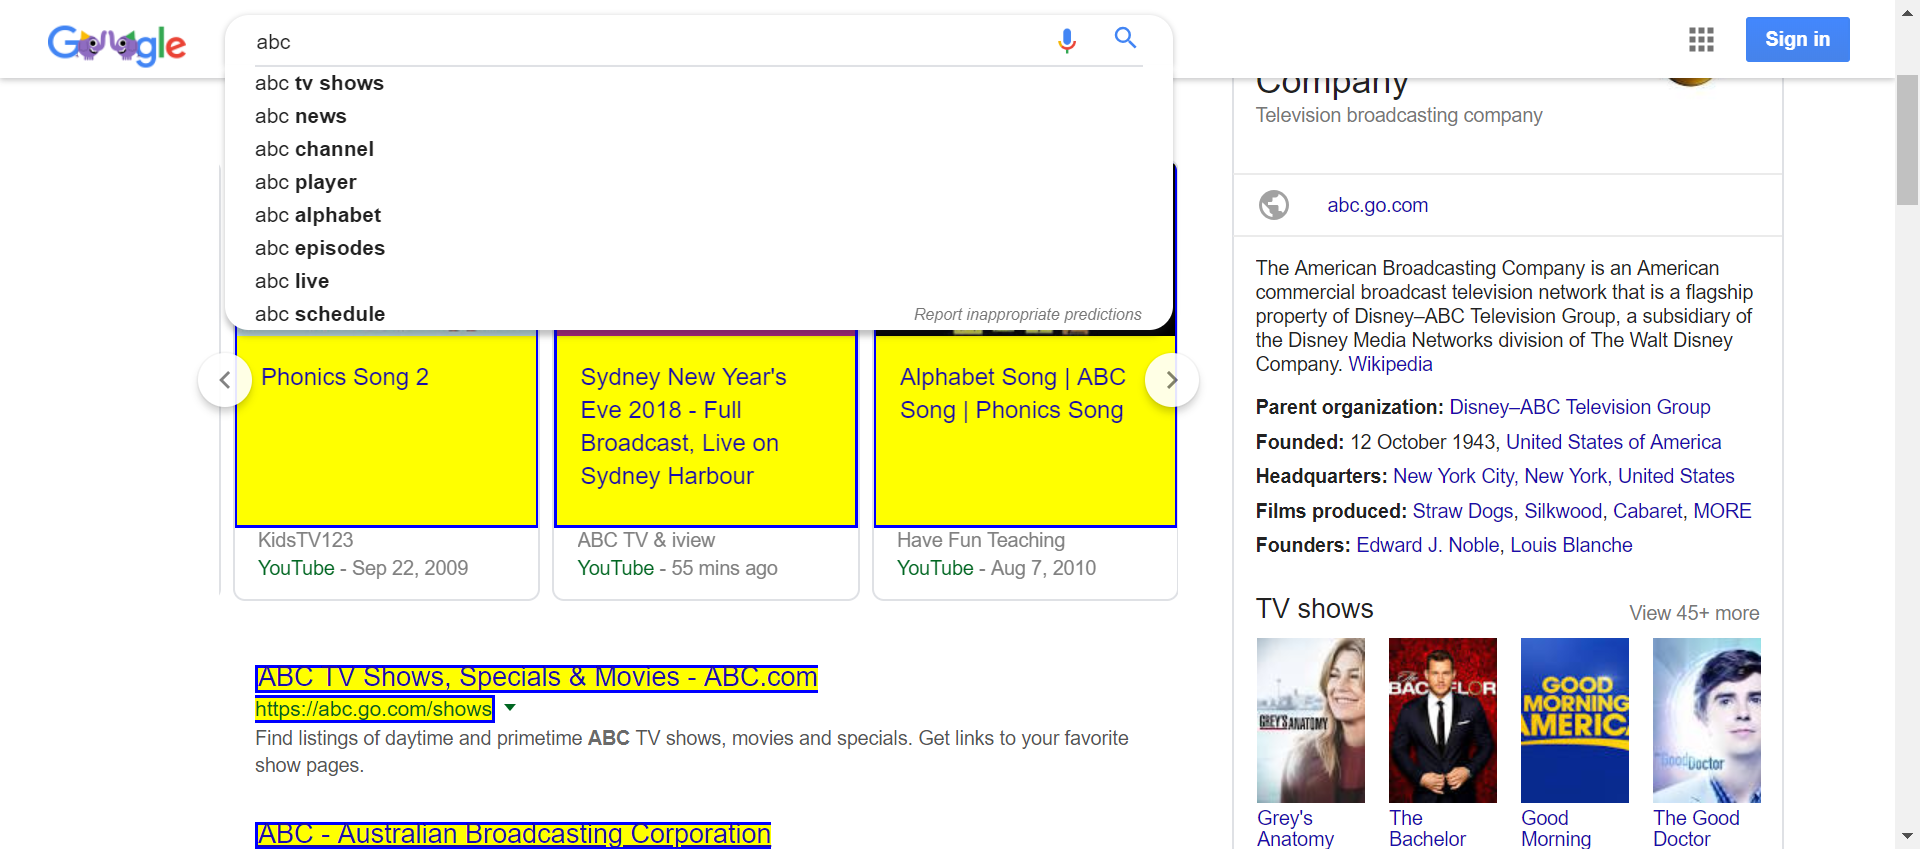 Google
abc
Sign in
abc tv shows
abc news
abc channel
abc player
abc alphabet
abc episodes
abc live
abc schedule
Report inappropriate predictions
Phonics Song 2
KidsTV123
YouTube - Sep 22, 2009
Sydney New Year's
Eve 2018 - Full
Broadcast, Live on
Sydney Harbour
ABC TV & iview
YouTube - 55 mins ago
Alphabet Song | ABC
Song | Phonics Song
Have Fun Teaching
YouTube - Aug 7, 2010
ABC TV Shows, Specials & Movies - ABC.com
https://abc.go.com/shows
Find listings of daytime and primetime ABC TV shows, movies and specials. Get links to your favorite
show pages.
ABC - Australian Broadcasting Corporation
Company
Television broadcasting company
abc.go.com
The American Broadcasting Company is an American
commercial broadcast television network that is a flagship
property of Disney–ABC Television Group, a subsidiary of
the Disney Media Networks division of The Walt Disney
Company. Wikipedia
Parent organization: Disney–ABC Television Group
Founded: 12 October 1943, United States of America
Headquarters: New York City, New York, United States
Films produced: Straw Dogs, Silkwood, Cabaret, MORE
Founders: Edward J. Noble, Louis Blanche
TV shows
View 45+ more
GREY'S ANATOMY
The
BACHELOR
GOOD
MORNING
AMERICA
Good Doctor
Grey's
Anatomy
The
Bachelor
Good
Morning
The Good
Doctor